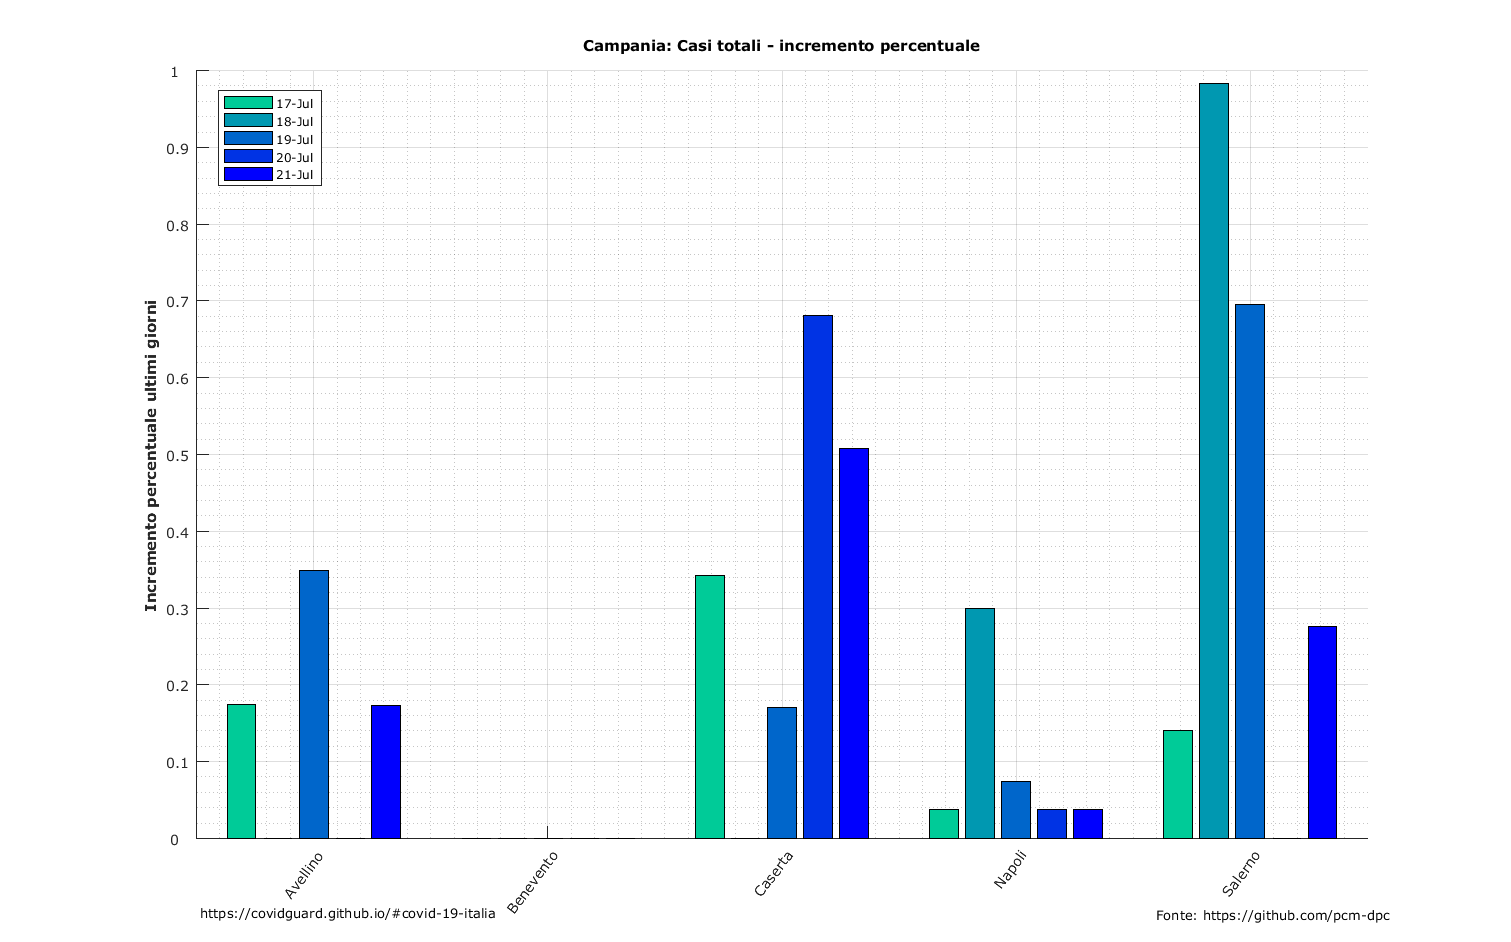 Campania: Casi totali - incremento percentuale
1
0.9
0.8
0.7
0.6
0.5
0.4
0.3
0.2
0.1
0
17-Jul
18-Jul
19-Jul
20-Jul
21-Jul
Incremento percentuale ultimi giorni
Avellino
Benevento
Caserta
Napoli
Salerno
https://covidguard.github.io/#covid-19-italia
Fonte: https://github.com/pcm-dpc